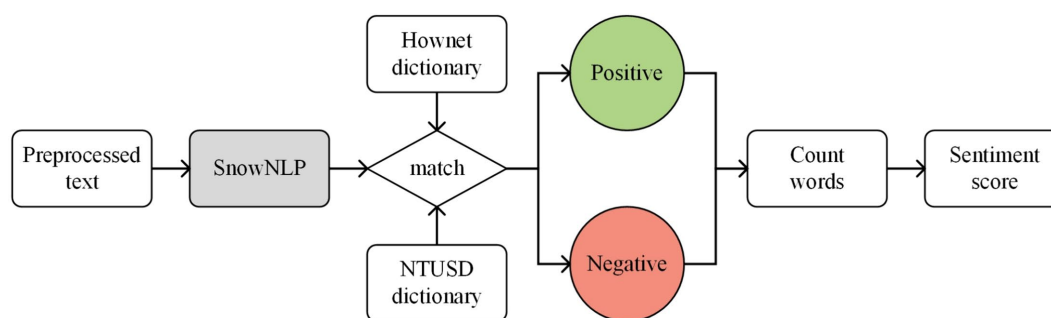 Hownet
dictionary
Positive
Preprocessed
text
SnowNLP
match
Count
words
Sentiment
score
NTUSD
dictionary
Negative